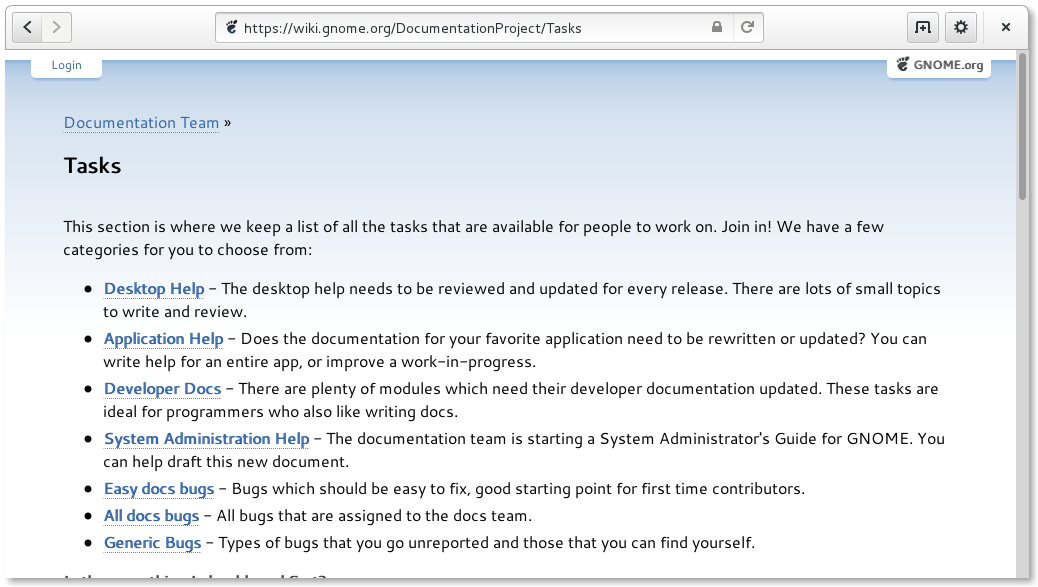 https://wiki.gnome.org/DocumentationProject/Tasks
Login
GNOME.org
Documentation Team »
Tasks
This section is where we keep a list of all the tasks that are available for people to work on. Join in! We have a few
categories for you to choose from:
• Desktop Help – The desktop help needs to be reviewed and updated for every release. There are lots of small topics
to write and review.
• Application Help – Does the documentation for your favorite application need to be rewritten or updated? You can
write help for an entire app, or improve a work-in-progress.
• Developer Docs – There are plenty of modules which need their developer documentation updated. These tasks are
ideal for programmers who also like writing docs.
• System Administration Help – The documentation team is starting a System Administrator's Guide for GNOME. You
can help draft this new document.
• Easy docs bugs – Bugs which should be easy to fix, good starting point for first time contributors.
• All docs bugs – All bugs that are assigned to the docs team.
• Generic Bugs – Types of bugs that you go unreported and those that you can find yourself.